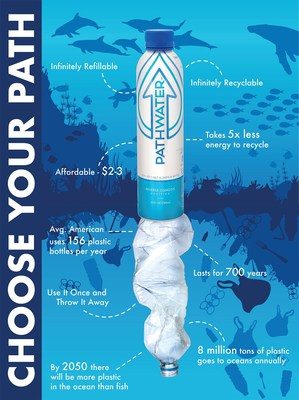 CHOOSE YOUR PATH
Infinitely Refillable
Infinitely Recyclable
PATHWATER
Takes 5x less
energy to recycle
Affordable - $2-3
Avg. American
uses 156 plastic
bottles per year
Lasts for 700 years
Use It Once and
Throw It Away
8 million tons of plastic
goes to oceans annually
By 2050 there
will be more plastic
in the ocean than fish